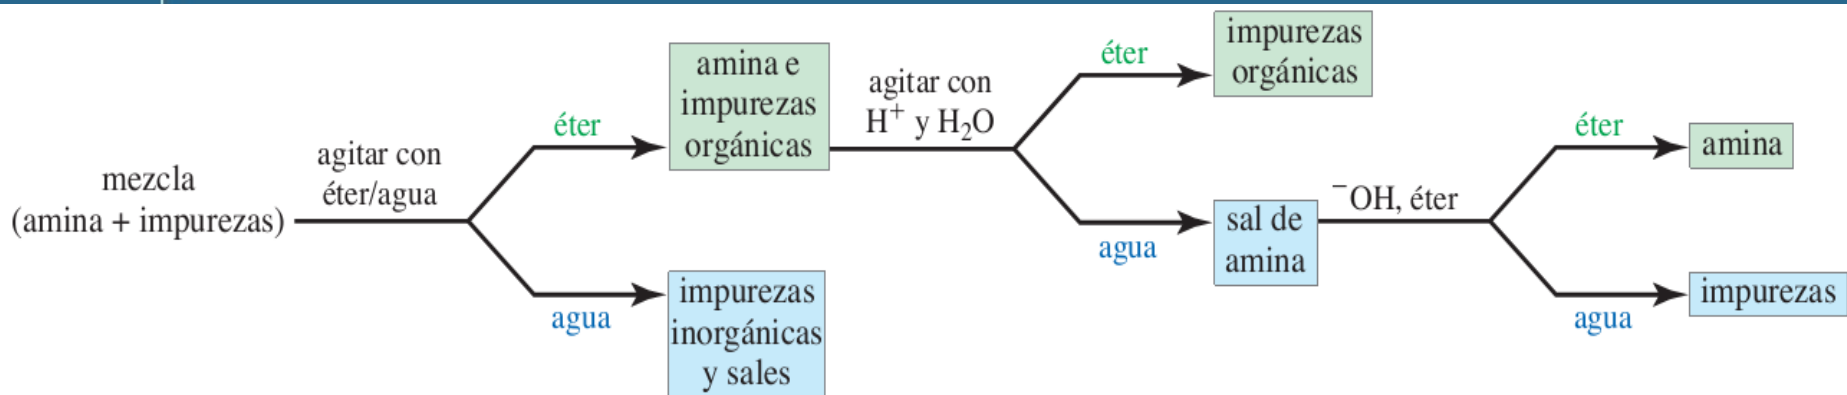 mezcla
(amina + impurezas)
agitar con
éter/agua
éter
agua
amina e
impurezas
orgánicas
impurezas
inorgánicas
y sales
agitar con
H⁺ y H₂O
éter
agua
impurezas
orgánicas
sal de
amina
⁻OH, éter
éter
agua
amina
impurezas